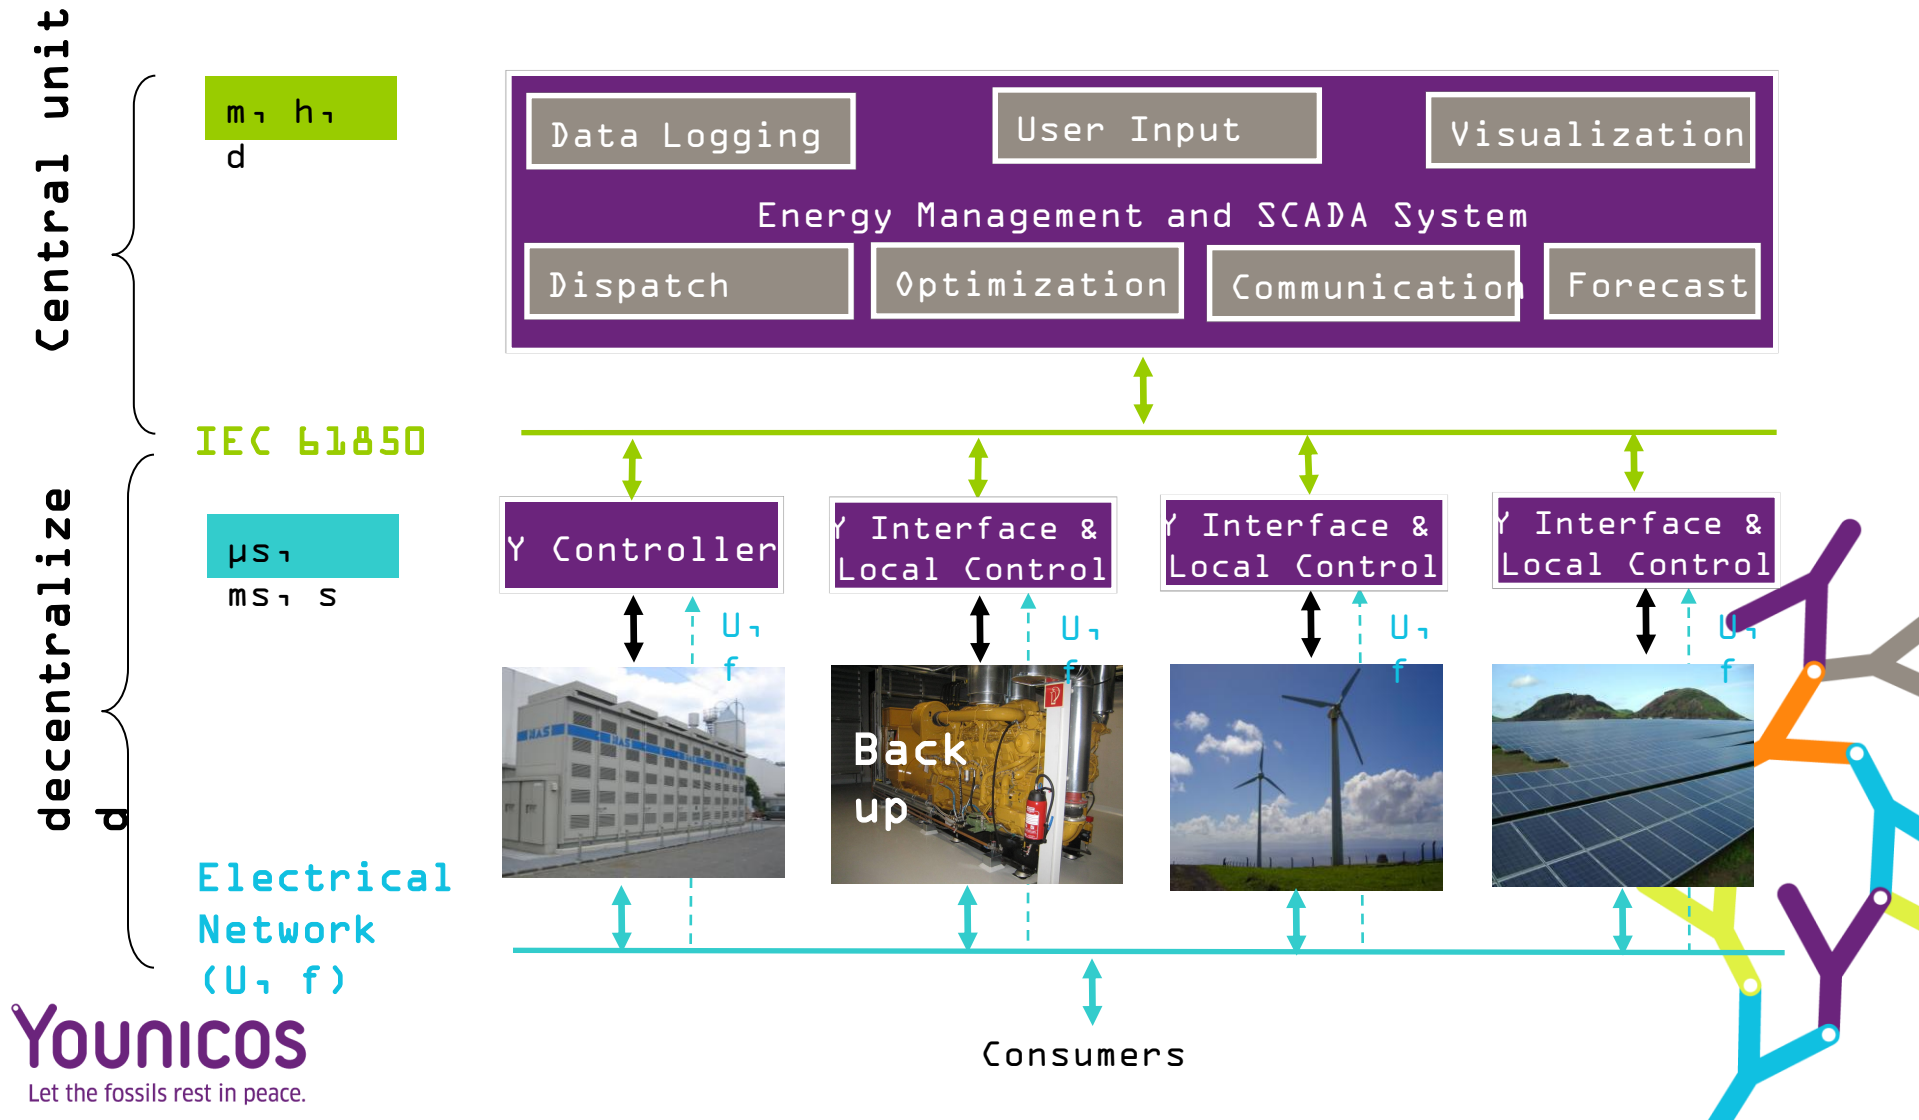 Central unit
m, h,
d
Data Logging
User Input
Visualization
Energy Management and SCADA System
Dispatch
Optimization
Communication
Forecast
IEC 61850
decentralize
d
µs,
ms, s
Y Controller
Y Interface &
Local Control
Y Interface &
Local Control
Y Interface &
Local Control
U,
f
U,
f
U,
f
U,
f
NAS
NAS
Back
up
Electrical
Network
(U, f)
Consumers
Younicos
Let the fossils rest in peace.